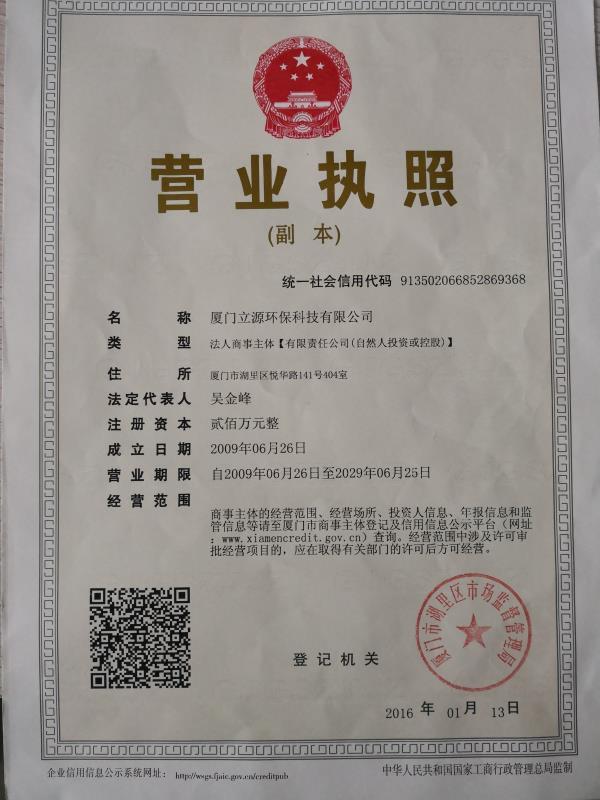 营业执照
(副本)
统一社会信用代码 913502066852869368
名称 厦门立源环保科技有限公司
类型 法人商事主体【有限责任公司(自然人投资或控股)】
住所 厦门市湖里区悦华路141号404室
法定代表人 吴金峰
注册资本 贰佰万元整
成立日期 2009年06月26日
营业期限 自2009年06月26日至2029年06月25日
经营范围
商事主体的经营范围、经营场所、投资人信息、年报信息和监
管信息等请至厦门市商事主体登记及信用信息公示平台（网址
：www.xiamencredit.gov.cn）查询。经营范围中涉及许可审
批经营项目的，应在取得有关部门的许可后方可经营。
厦门市湖里区市场监督管理局
登记机关
2016年01月13日
企业信用信息公示系统网址： http://wsgs.fjaic.gov.cn/creditpub
中华人民共和国国家工商行政管理总局监制